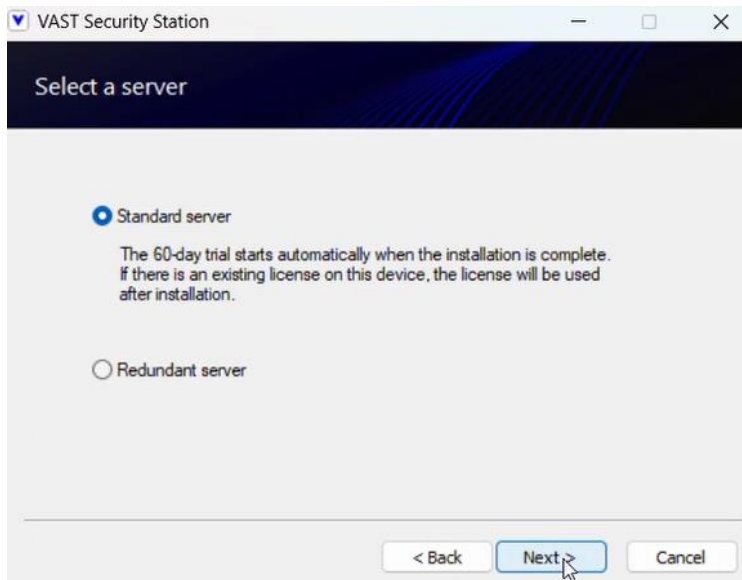 VAST Security Station
Select a server
Standard server
The 60-day trial starts automatically when the installation is complete.
If there is an existing license on this device, the license will be used
after installation.
Redundant server
< Back
Next >
Cancel